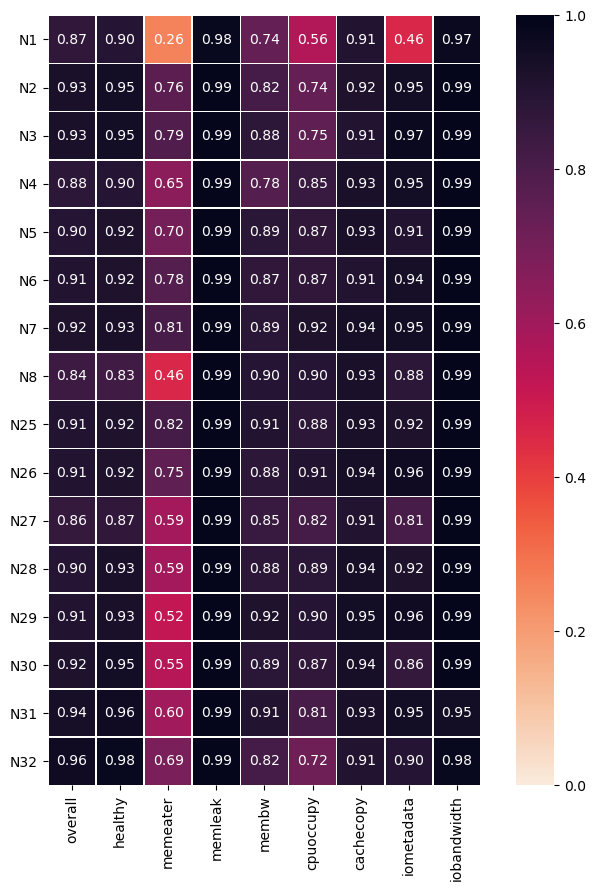 N1 0.87 0.90 0.26 0.98 0.74 0.56 0.91 0.46 0.97
N2 0.93 0.95 0.76 0.99 0.82 0.74 0.92 0.95 0.99
N3 0.93 0.95 0.79 0.99 0.88 0.75 0.91 0.97 0.99
N4 0.88 0.90 0.65 0.99 0.78 0.85 0.93 0.95 0.99
N5 0.90 0.92 0.70 0.99 0.89 0.87 0.93 0.91 0.99
N6 0.91 0.92 0.78 0.99 0.87 0.87 0.91 0.94 0.99
N7 0.92 0.93 0.81 0.99 0.89 0.92 0.94 0.95 0.99
N8 0.84 0.83 0.46 0.99 0.90 0.90 0.93 0.88 0.99
N25 0.91 0.92 0.82 0.99 0.91 0.88 0.93 0.92 0.99
N26 0.91 0.92 0.75 0.99 0.88 0.91 0.94 0.96 0.99
N27 0.86 0.87 0.59 0.99 0.85 0.82 0.91 0.81 0.99
N28 0.90 0.93 0.59 0.99 0.88 0.89 0.94 0.92 0.99
N29 0.91 0.93 0.52 0.99 0.92 0.90 0.95 0.96 0.99
N30 0.92 0.95 0.55 0.99 0.89 0.87 0.94 0.86 0.99
N31 0.94 0.96 0.60 0.99 0.91 0.81 0.93 0.95 0.95
N32 0.96 0.98 0.69 0.99 0.82 0.72 0.91 0.90 0.98
overall
healthy
memeater
memleak
membw
cpuoccupy
cachecopy
iometadata
iobandwidth
1.0
0.8
0.6
0.4
0.2
0.0